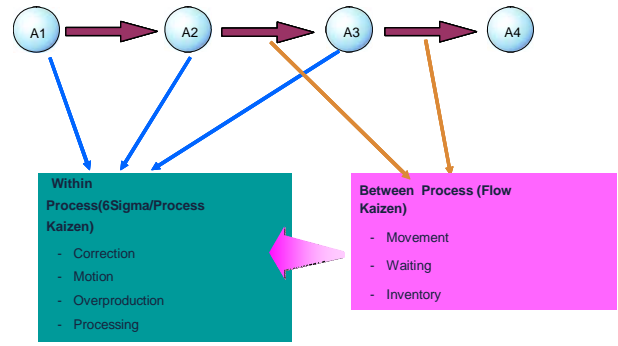 A1
A2
A3
A4
Within
Process(6Sigma/Process
Kaizen)
- Correction
- Motion
- Overproduction
- Processing
Between Process (Flow
Kaizen)
- Movement
- Waiting
- Inventory